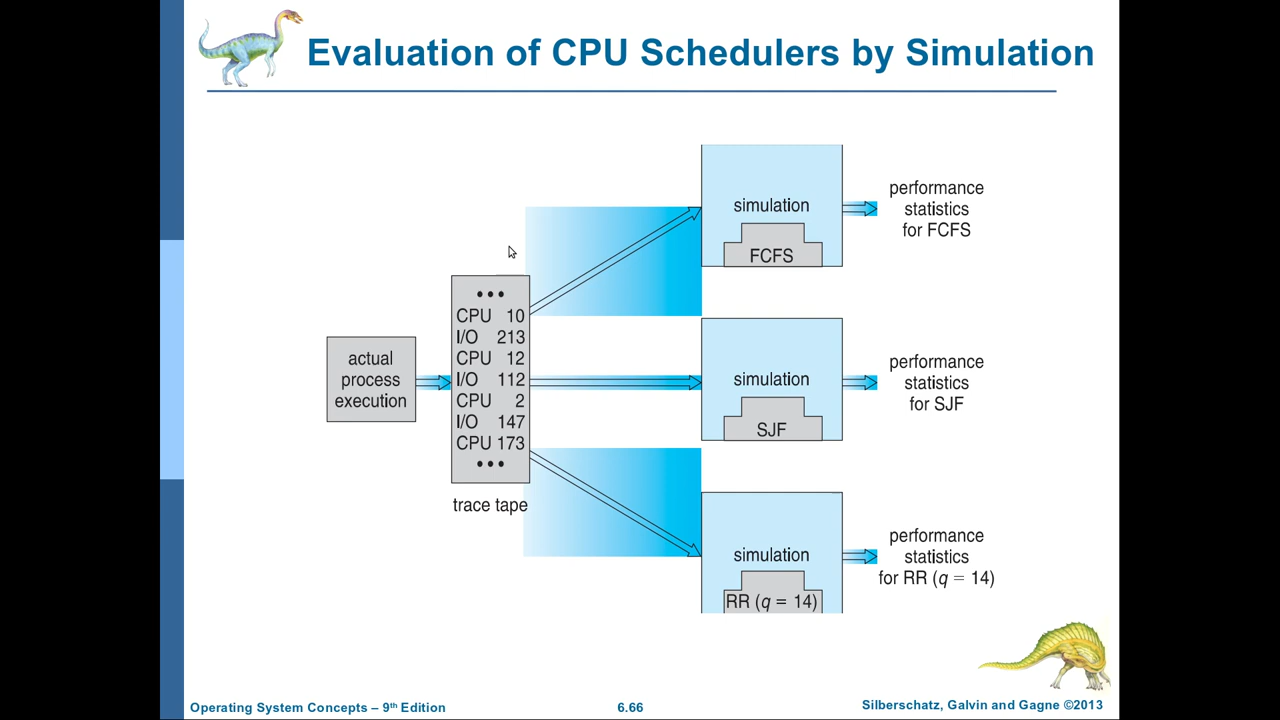 Evaluation of CPU Schedulers by Simulation
actual
process
execution
• • •
CPU 10
I/O 213
CPU 12
I/O 112
CPU 2
I/O 147
CPU 173
• • •
trace tape
simulation
FCFS
performance
statistics
for FCFS
simulation
SJF
performance
statistics
for SJF
simulation
RR (q = 14)
performance
statistics
for RR (q = 14)
Operating System Concepts – 9th Edition
6.66
Silberschatz, Galvin and Gagne ©2013